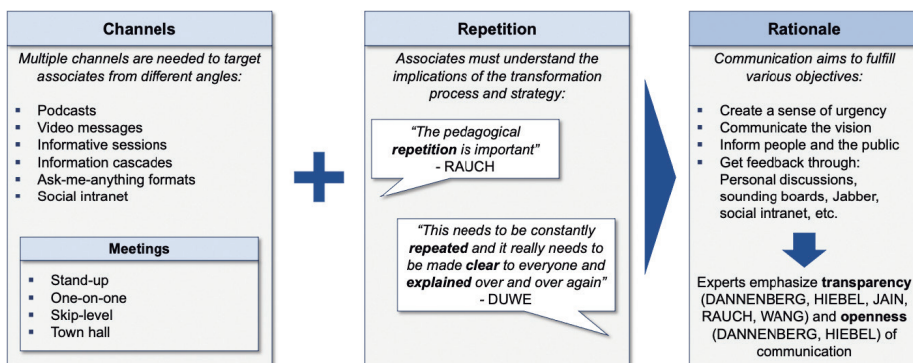 Channels
Multiple channels are needed to target
associates from different angles:
▪ Podcasts
▪ Video messages
▪ Informative sessions
▪ Information cascades
▪ Ask-me-anything formats
▪ Social intranet
Meetings
▪ Stand-up
▪ One-on-one
▪ Skip-level
▪ Town hall
Repetition
Associates must understand the
implications of the transformation
process and strategy:
“The pedagogical
repetition is important”
- RAUCH
“This needs to be constantly
repeated and it really needs to
be made clear to everyone and
explained over and over again”
- DUWE
Rationale
Communication aims to fulfill
various objectives:
▪ Create a sense of urgency
▪ Communicate the vision
▪ Inform people and the public
▪ Get feedback through:
Personal discussions,
sounding boards, Jabber,
social intranet, etc.
Experts emphasize transparency
(DANNENBERG, HIEBEL, JAIN,
RAUCH, WANG) and openness
(DANNENBERG, HIEBEL) of
communication